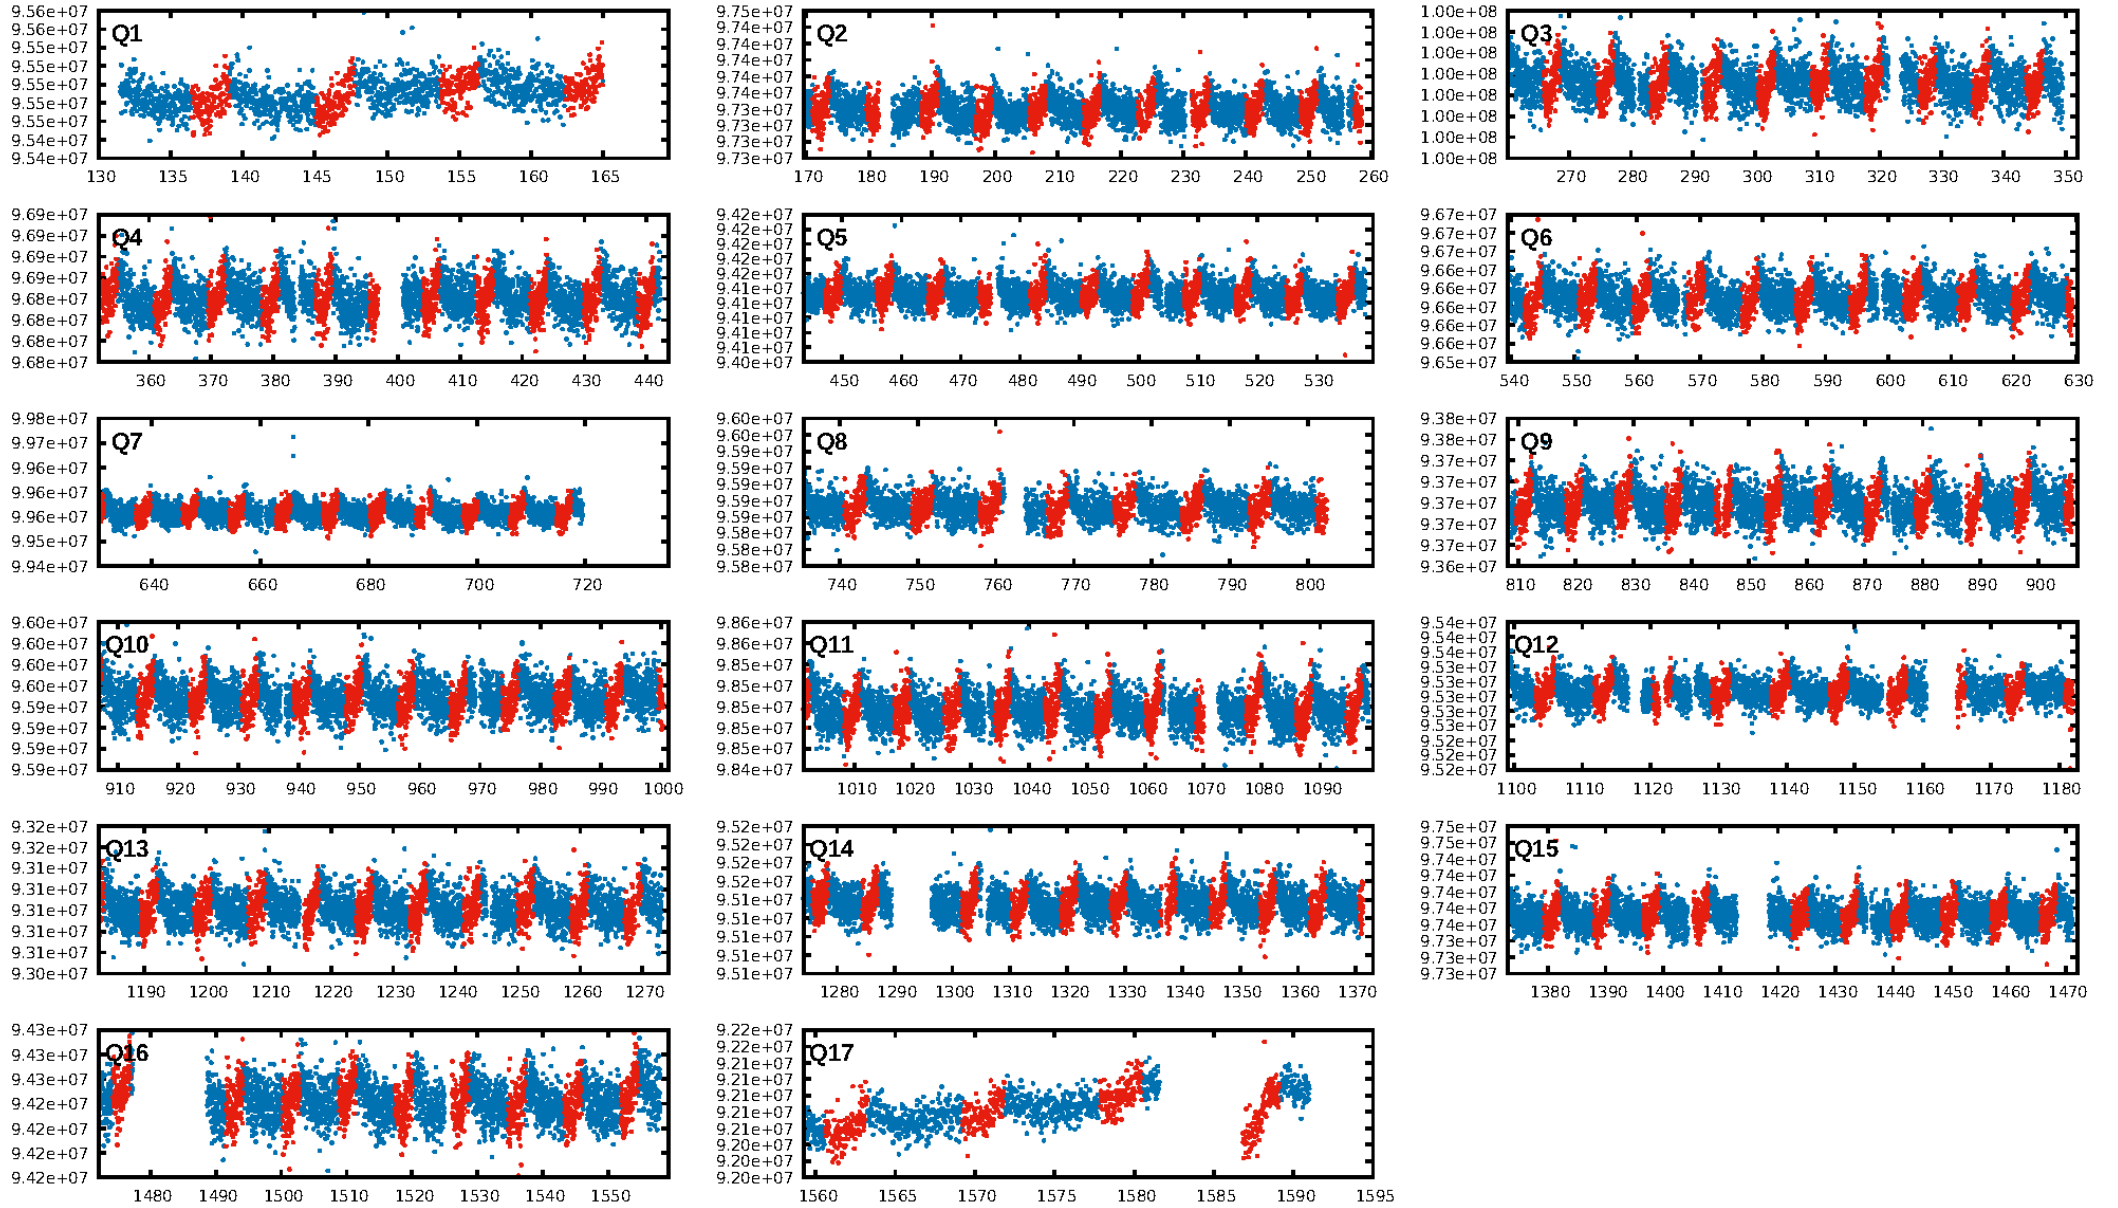 9.56e+07 9.56e+07 9.55e+07 9.55e+07 9.55e+07 9.55e+07 9.55e+07 9.54e+07 9.54e+07
Q1
130 135 140 145 150 155 160 165
9.75e+07 9.74e+07 9.74e+07 9.74e+07 9.74e+07 9.74e+07 9.73e+07 9.73e+07 9.73e+07 9.73e+07
Q2
170 180 190 200 210 220 230 240 250 260
1.00e+08 1.00e+08 1.00e+08 1.00e+08 1.00e+08 1.00e+08 1.00e+08 1.00e+08
Q3
270 280 290 300 310 320 330 340 350
9.69e+07 9.69e+07 9.69e+07 9.69e+07 9.68e+07 9.68e+07 9.68e+07 9.68e+07
Q4
360 370 380 390 400 410 420 430 440
9.42e+07 9.42e+07 9.42e+07 9.42e+07 9.42e+07 9.41e+07 9.41e+07 9.41e+07 9.41e+07 9.41e+07 9.40e+07
Q5
450 460 470 480 490 500 510 520 530
9.67e+07 9.67e+07 9.67e+07 9.66e+07 9.66e+07 9.66e+07 9.66e+07 9.66e+07 9.65e+07
Q6
540 550 560 570 580 590 600 610 620 630
9.98e+07 9.97e+07 9.96e+07 9.96e+07 9.96e+07 9.95e+07 9.94e+07
Q7
640 660 680 700 720
9.60e+07 9.60e+07 9.59e+07 9.59e+07 9.59e+07 9.59e+07 9.59e+07 9.58e+07 9.58e+07 9.58e+07
Q8
740 750 760 770 780 790 800
9.38e+07 9.38e+07 9.37e+07 9.37e+07 9.37e+07 9.37e+07 9.37e+07 9.36e+07
Q9
810 820 830 840 850 860 870 880 890 900
9.60e+07 9.60e+07 9.60e+07 9.60e+07 9.59e+07 9.59e+07 9.59e+07 9.59e+07
Q10
910 920 930 940 950 960 970 980 990 1000
9.86e+07 9.86e+07 9.85e+07 9.85e+07 9.85e+07 9.85e+07 9.85e+07 9.84e+07
Q11
1010 1020 1030 1040 1050 1060 1070 1080 1090
9.54e+07 9.54e+07 9.54e+07 9.53e+07 9.53e+07 9.53e+07 9.53e+07 9.53e+07 9.52e+07 9.52e+07 9.52e+07
Q12
1100 1110 1120 1130 1140 1150 1160 1170 1180
9.32e+07 9.32e+07 9.31e+07 9.31e+07 9.31e+07 9.31e+07 9.31e+07 9.30e+07
Q13
1190 1200 1210 1220 1230 1240 1250 1260 1270
9.52e+07 9.52e+07 9.52e+07 9.52e+07 9.51e+07 9.51e+07 9.51e+07 9.51e+07
Q14
1280 1290 1300 1310 1320 1330 1340 1350 1360 1370
9.75e+07 9.75e+07 9.74e+07 9.74e+07 9.74e+07 9.74e+07 9.74e+07 9.73e+07 9.73e+07 9.73e+07
Q15
1380 1390 1400 1410 1420 1430 1440 1450 1460 1470
9.43e+07 9.43e+07 9.43e+07 9.42e+07 9.42e+07 9.42e+07 9.42e+07
Q16
1480 1490 1500 1510 1520 1530 1540 1550
9.22e+07 9.21e+07 9.21e+07 9.21e+07 9.21e+07 9.21e+07 9.20e+07 9.20e+07 9.20e+07
Q17
1560 1565 1570 1575 1580 1585 1590 1595